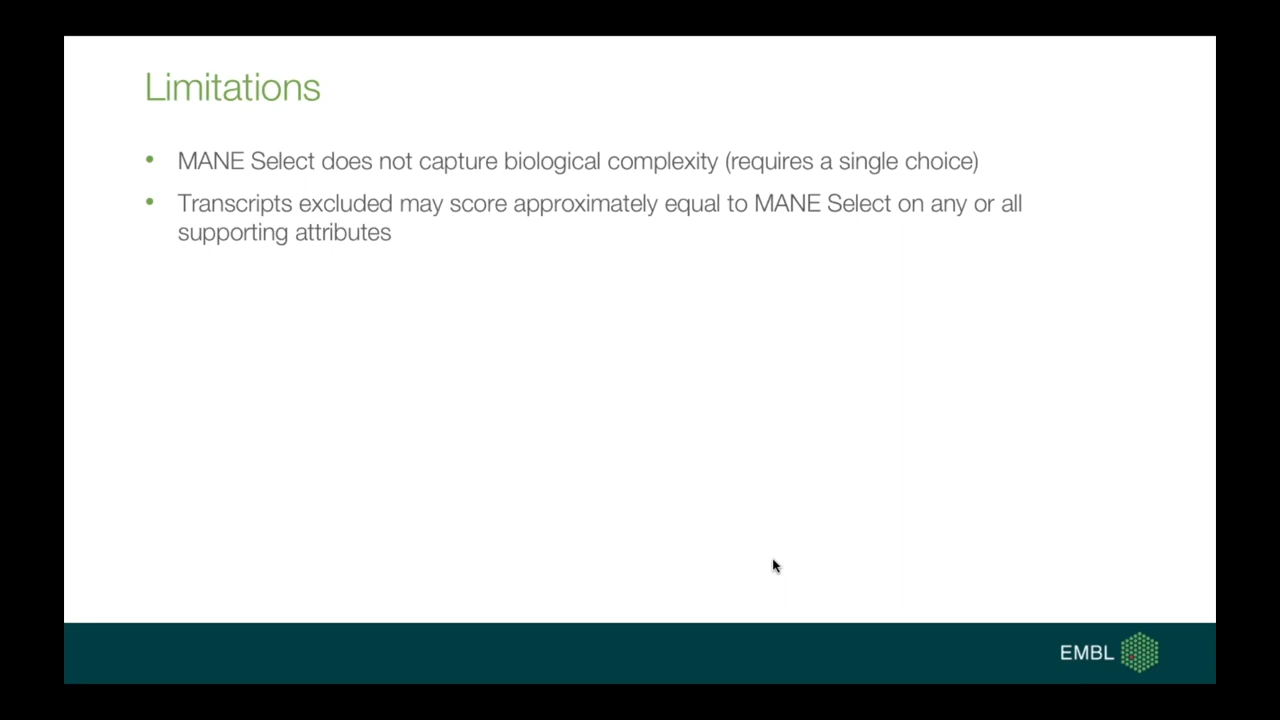 Limitations
• MANE Select does not capture biological complexity (requires a single choice)
• Transcripts excluded may score approximately equal to MANE Select on any or all
supporting attributes
EMBL